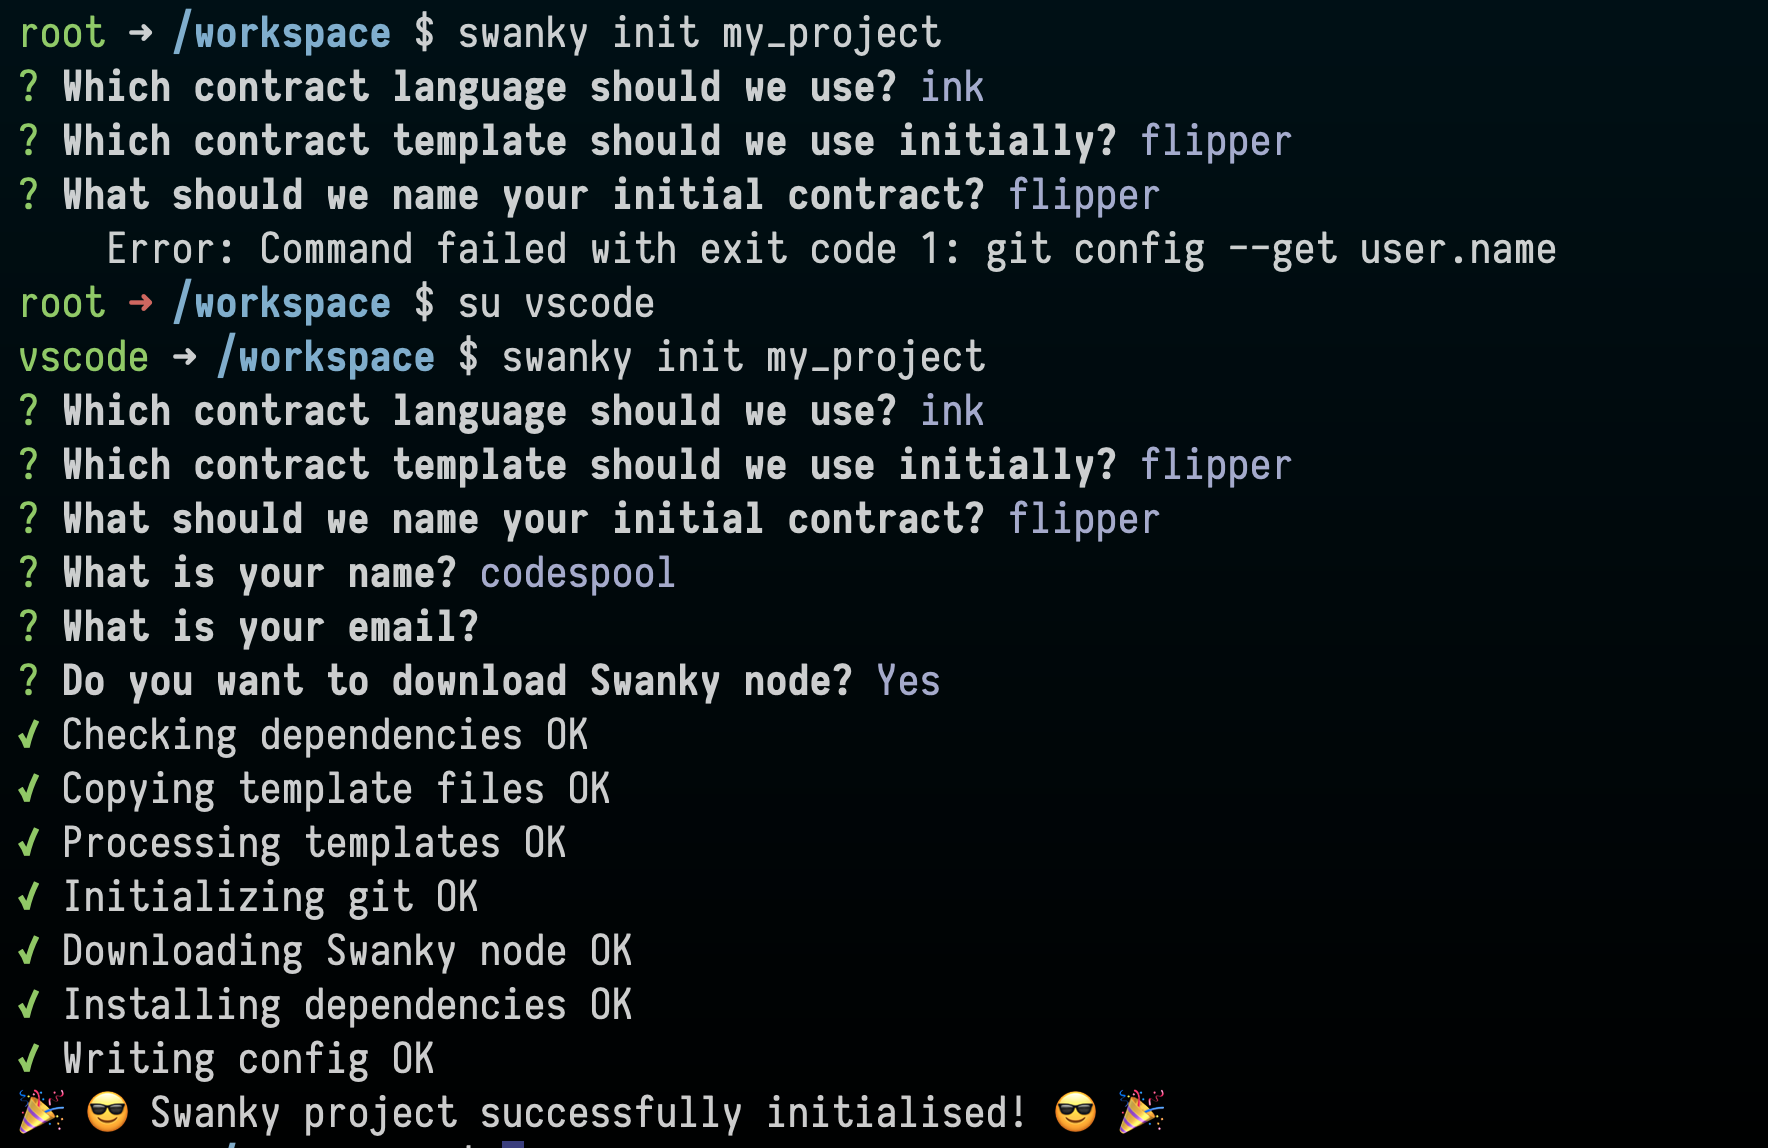 root ➜ /workspace $ swanky init my_project
? Which contract language should we use? ink
? Which contract template should we use initially? flipper
? What should we name your initial contract? flipper
Error: Command failed with exit code 1: git config --get user.name
root ➜ /workspace $ su vscode
vscode ➜ /workspace $ swanky init my_project
? Which contract language should we use? ink
? Which contract template should we use initially? flipper
? What should we name your initial contract? flipper
? What is your name? codespool
? What is your email?
? Do you want to download Swanky node? Yes
✔ Checking dependencies OK
✔ Copying template files OK
✔ Processing templates OK
✔ Initializing git OK
✔ Downloading Swanky node OK
✔ Installing dependencies OK
✔ Writing config OK
🎉 😎 Swanky project successfully initialised! 😎 🎉